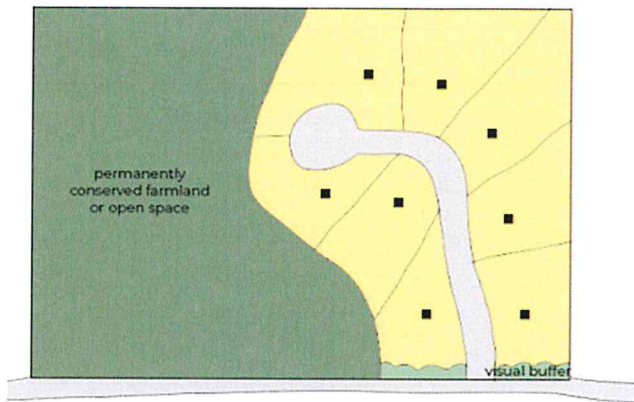 permanently
conserved farmland
or open space
visual buffer